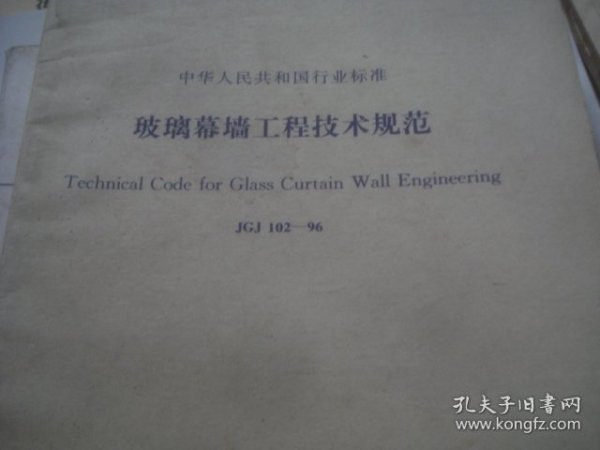 中华人民共和国行业标准
玻璃幕墙工程技术规范
Technical Code for Glass Curtain Wall Engineering
JGJ 102—96
孔夫子旧书网
www.kongfz.com